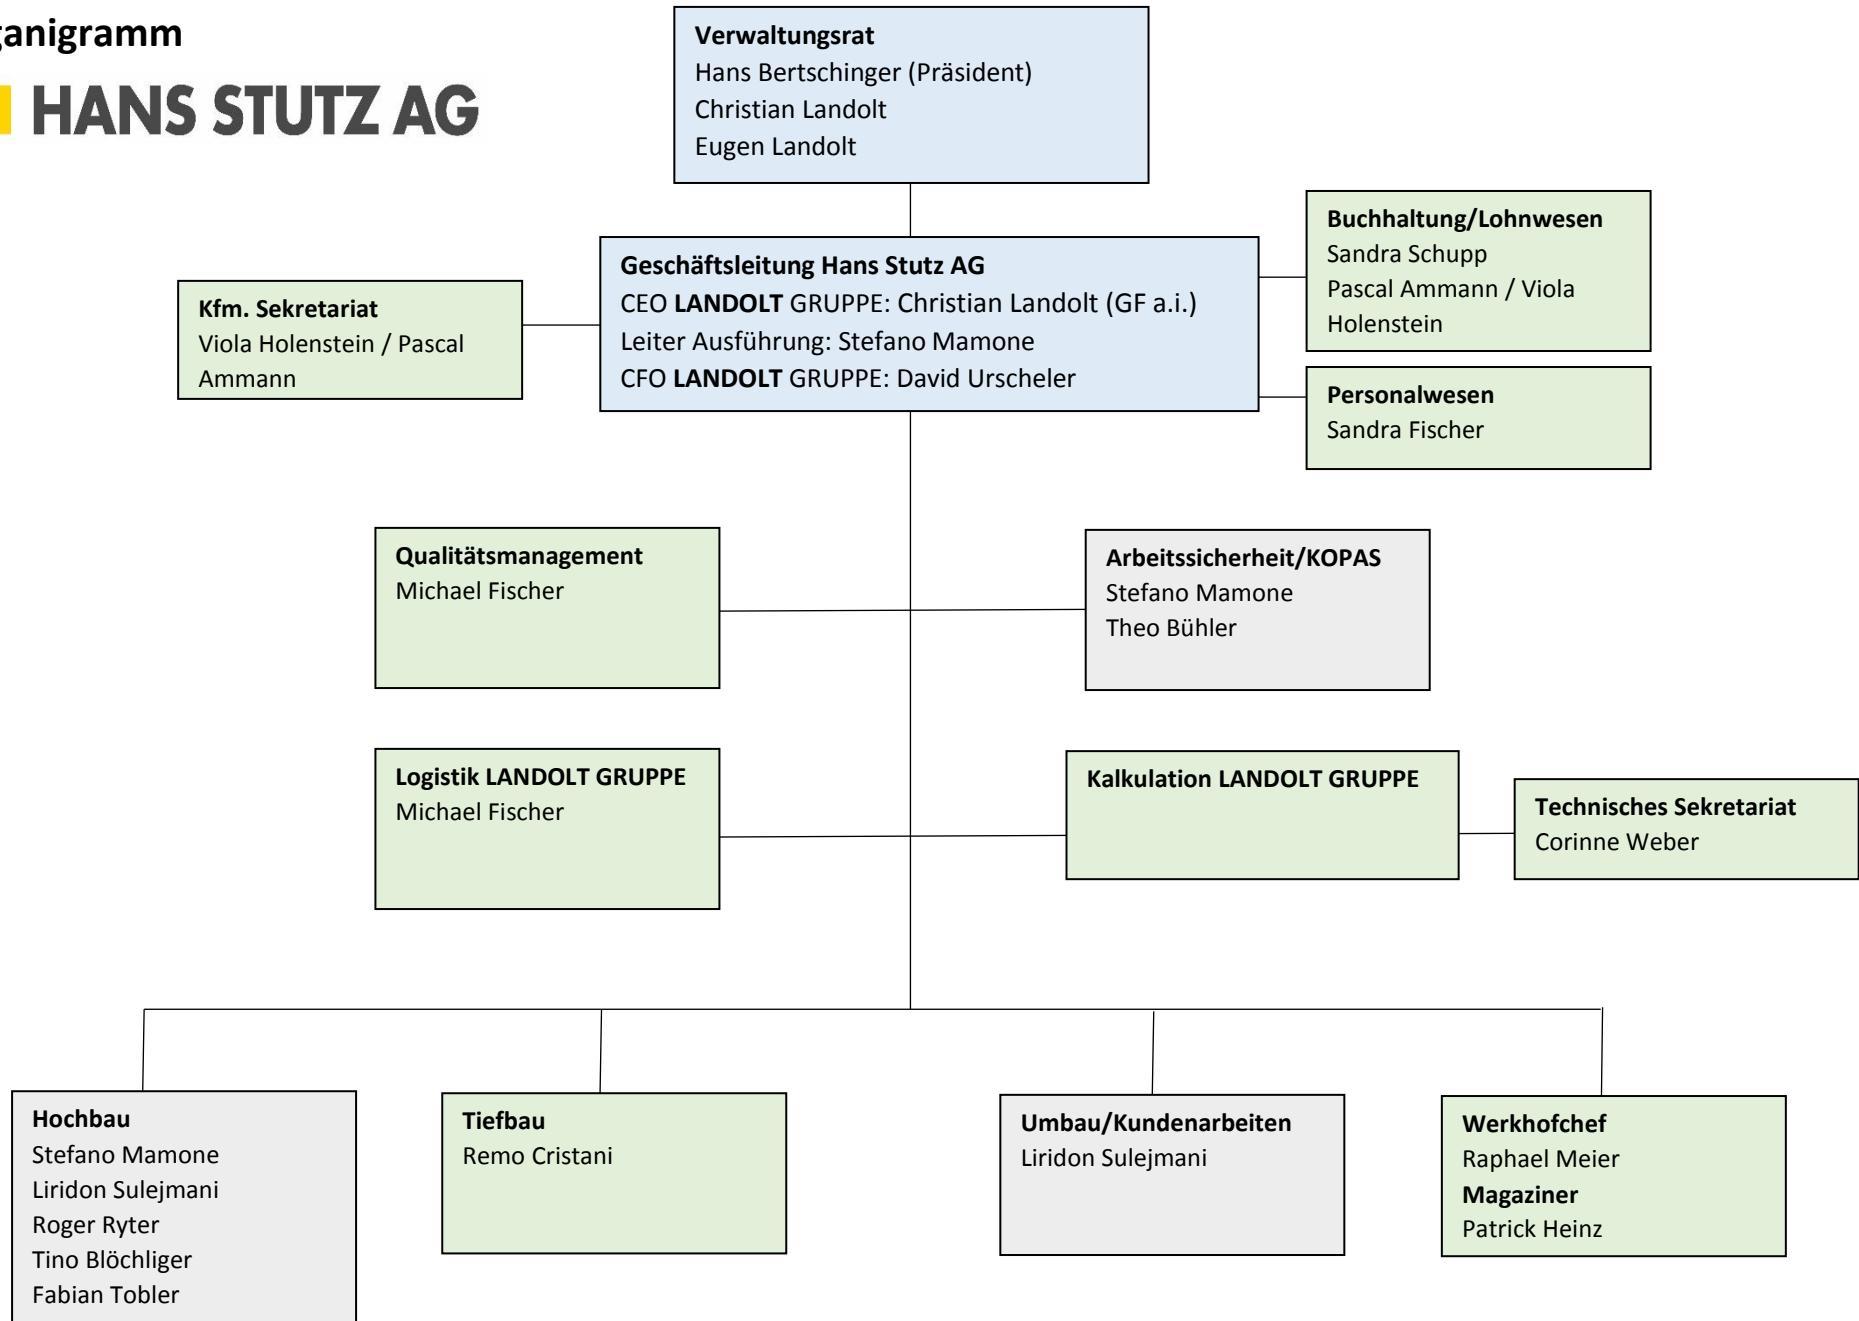 ganigramm
HANS STUTZ AG
Verwaltungsrat
Hans Bertschinger (Präsident)
Christian Landolt
Eugen Landolt
Geschäftsleitung Hans Stutz AG
CEO LANDOLT GRUPPE: Christian Landolt (GF a.i.)
Leiter Ausführung: Stefano Mamone
CFO LANDOLT GRUPPE: David Urscheler
Buchhaltung/Lohnwesen
Sandra Schupp
Pascal Ammann / Viola
Holenstein
Kfm. Sekretariat
Viola Holenstein / Pascal
Ammann
Personalwesen
Sandra Fischer
Qualitätsmanagement
Michael Fischer
Arbeitssicherheit/KOPAS
Stefano Mamone
Theo Bühler
Logistik LANDOLT GRUPPE
Michael Fischer
Kalkulation LANDOLT GRUPPE
Technisches Sekretariat
Corinne Weber
Hochbau
Stefano Mamone
Liridon Sulejmani
Roger Ryter
Tino Blöchliger
Fabian Tobler
Tiefbau
Remo Cristani
Umbau/Kundenarbeiten
Liridon Sulejmani
Werkhofchef
Raphael Meier
Magaziner
Patrick Heinz